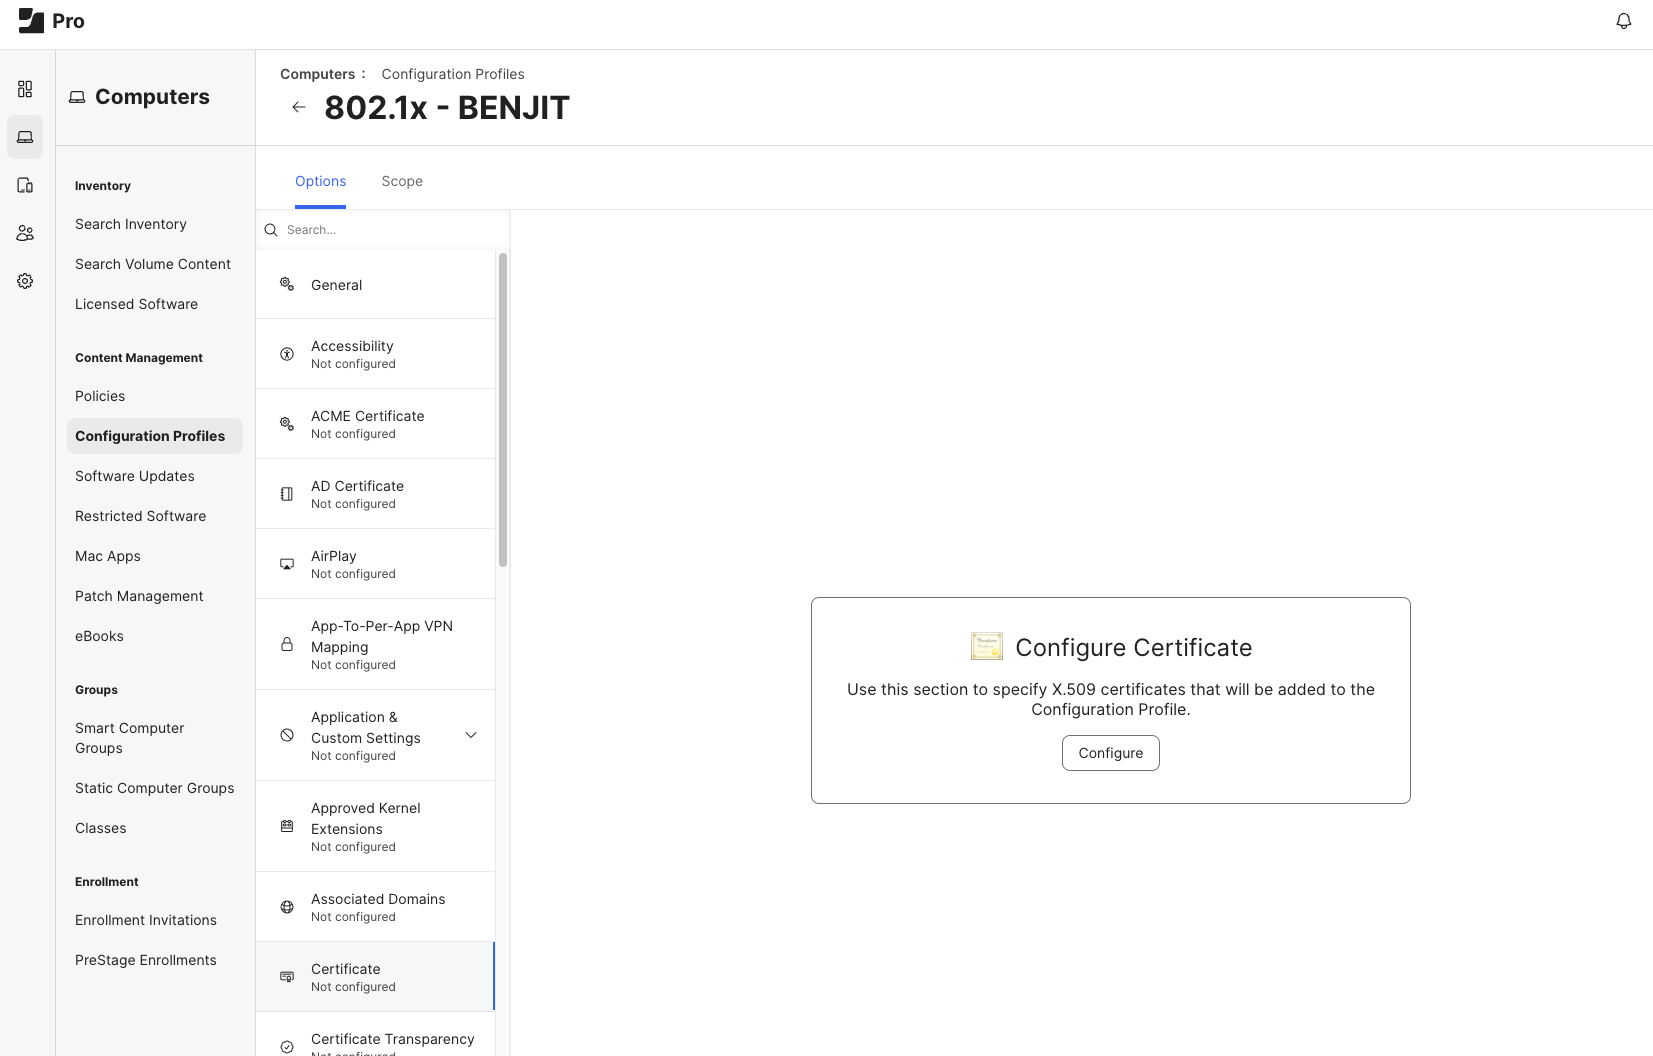 Pro
Computers
Inventory
Search Inventory
Search Volume Content
Licensed Software
Content Management
Policies
Configuration Profiles
Software Updates
Restricted Software
Mac Apps
Patch Management
eBooks
Groups
Smart Computer
Groups
Static Computer Groups
Classes
Enrollment
Enrollment Invitations
PreStage Enrollments
Computers : Configuration Profiles
802.1x - BENJIT
Options Scope
Search...
General
Accessibility
Not configured
ACME Certificate
Not configured
AD Certificate
Not configured
AirPlay
Not configured
App-To-Per-App VPN
Mapping
Not configured
Application &
Custom Settings
Not configured
Approved Kernel
Extensions
Not configured
Associated Domains
Not configured
Certificate
Not configured
Certificate Transparency
Not configured
Configure Certificate
Use this section to specify X.509 certificates that will be added to the
Configuration Profile.
Configure